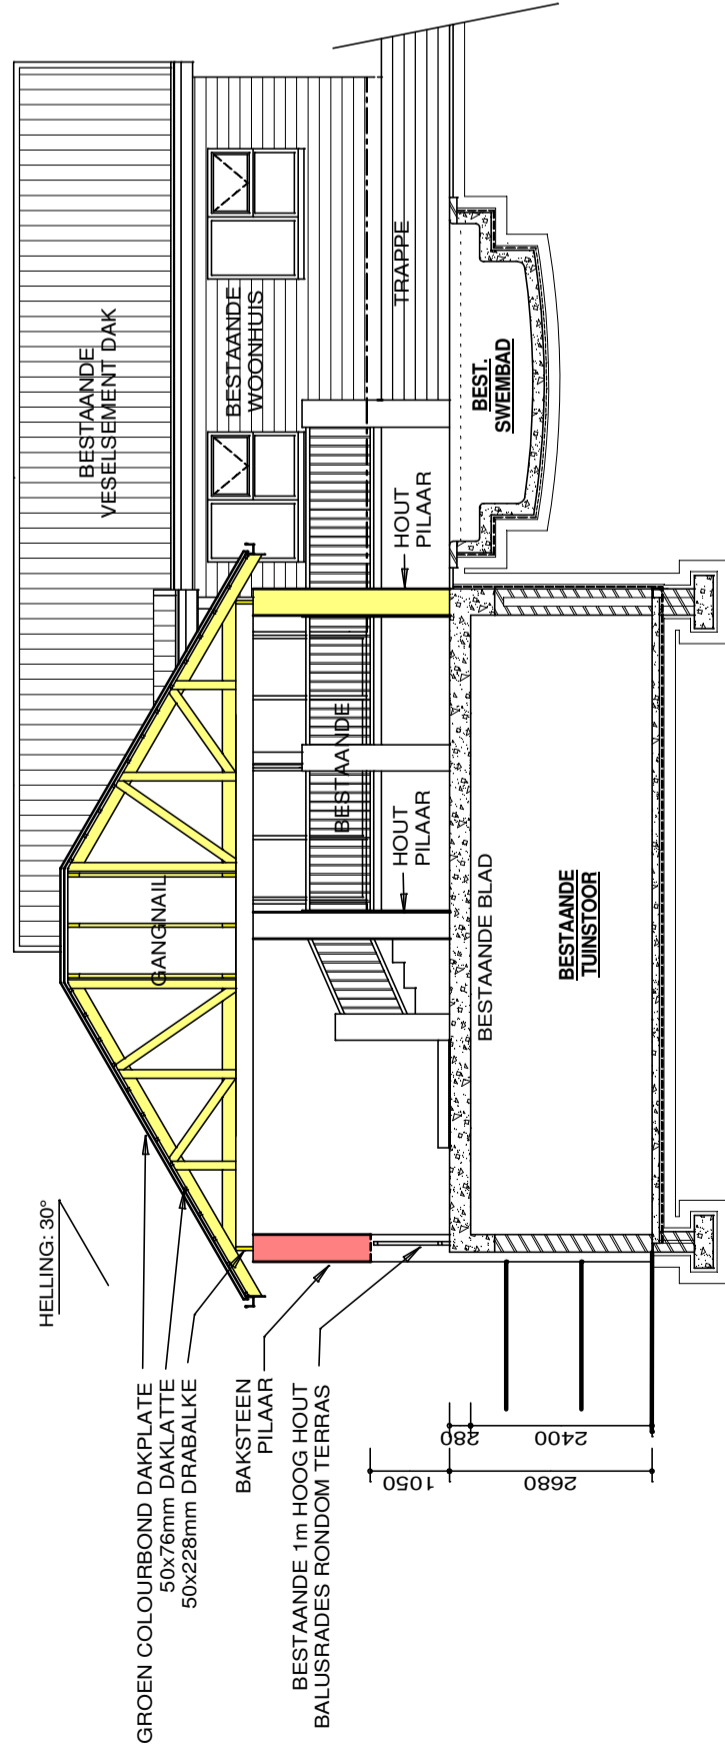 HELLING: 30°
GROEN COLOURBOND DAKPLATE
50x76mm DAKLATTE
50x228mm DRABALKE
BAKSTEEN
PILAAR
BESTAANDE 1m HOOG HOUT
BALUSRADES RONDOM TERRAS
1050
280
2400
2680
GANGNAIL
BESTAANDE
VESELSEMENT DAK
BESTAANDE
WOONHUIS
TRAPPE
BESTAANDE
HOUT
PILAAR
HOUT
PILAAR
BESTAANDE BLAD
BESTAANDE
TUINSTOOR
BEST.
SWEMBAD